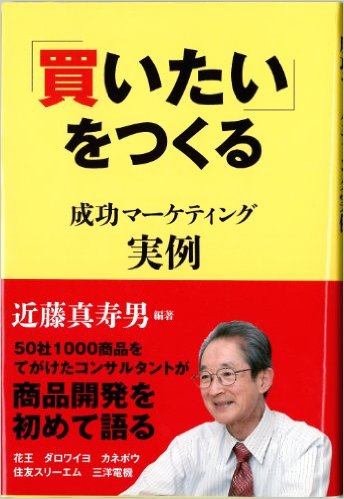 「買いたい」
をつくる
成功マーケティング
実例
近藤真寿男 編著
50社1000商品を
てがけたコンサルタントが
商品開発を
初めて語る
花王 ダロワイヨ カネボウ
住友スリーエム 三洋電機